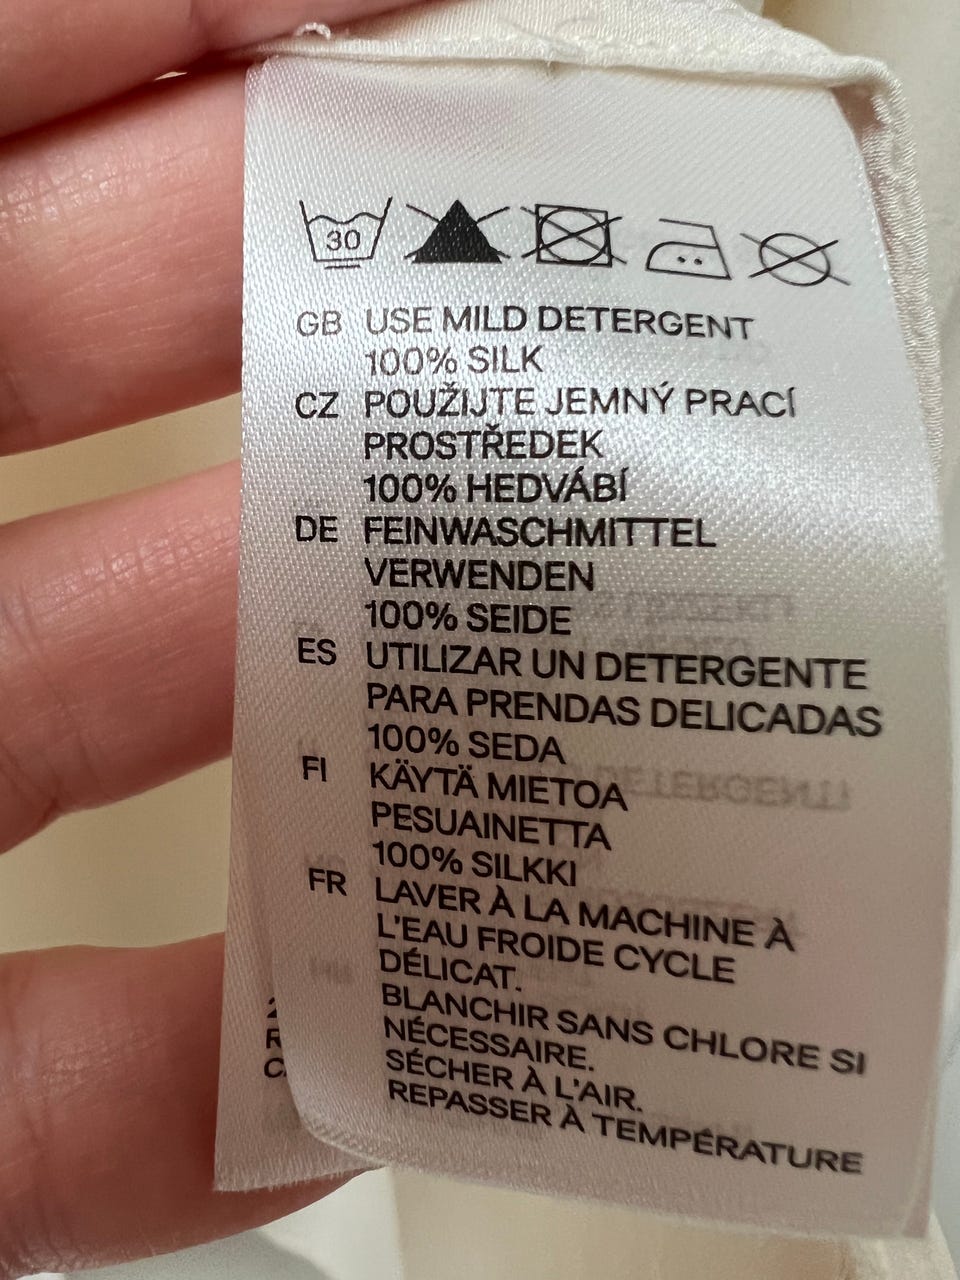 30
GB USE MILD DETERGENT
100% SILK
CZ POUŽIJTE JEMNÝ PRACÍ
PROSTŘEDEK
100% HEDVÁBÍ
DE FEINWASCHMITTEL
VERWENDEN
100% SEIDE
ES UTILIZAR UN DETERGENTE
PARA PRENDAS DELICADAS
100% SEDA
FI KÄYTÄ MIETOA
PESUAINETTA
100% SILKKI
FR LAVER À LA MACHINE À
L'EAU FROIDE CYCLE
DÉLICAT.
BLANCHIR SANS CHLORE SI
NÉCESSAIRE.
SÉCHER À L'AIR.
REPASSER À TEMPÉRATURE